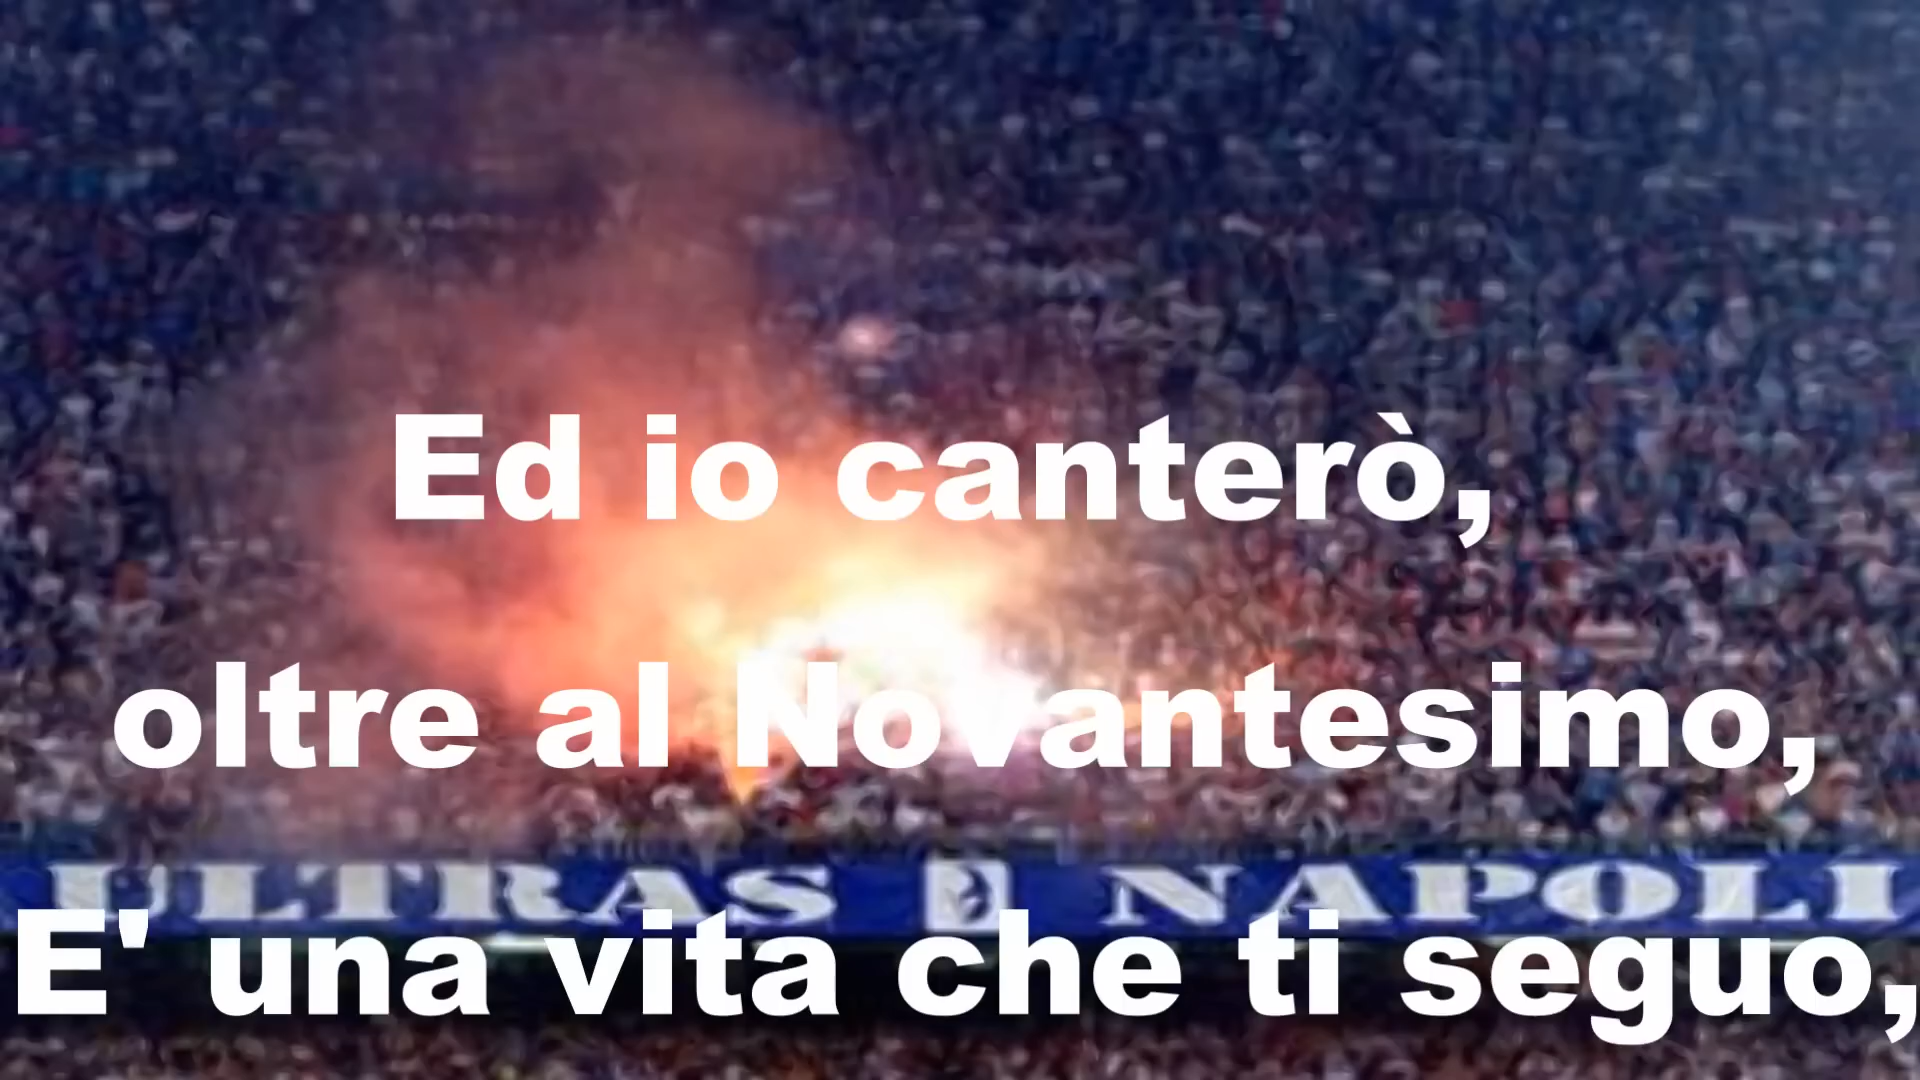 Ed io canterò,
oltre al Novantesimo,
ULTRAS NAPOLI
E' una vita che ti seguo,